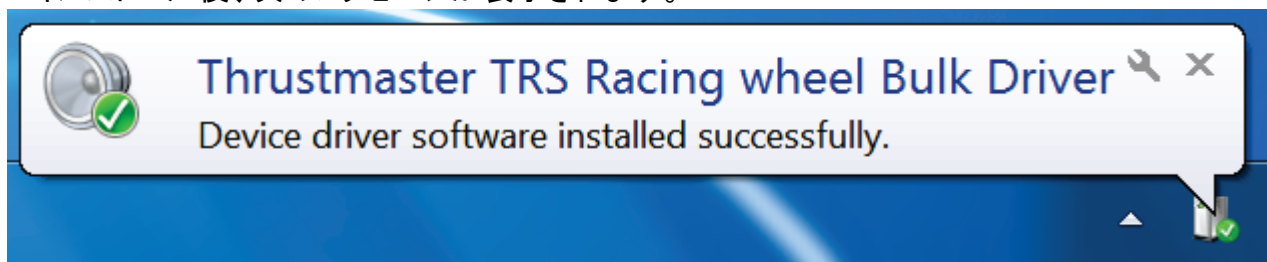 Thrustmaster TRS Racing wheel Bulk Driver
Device driver software installed successfully.